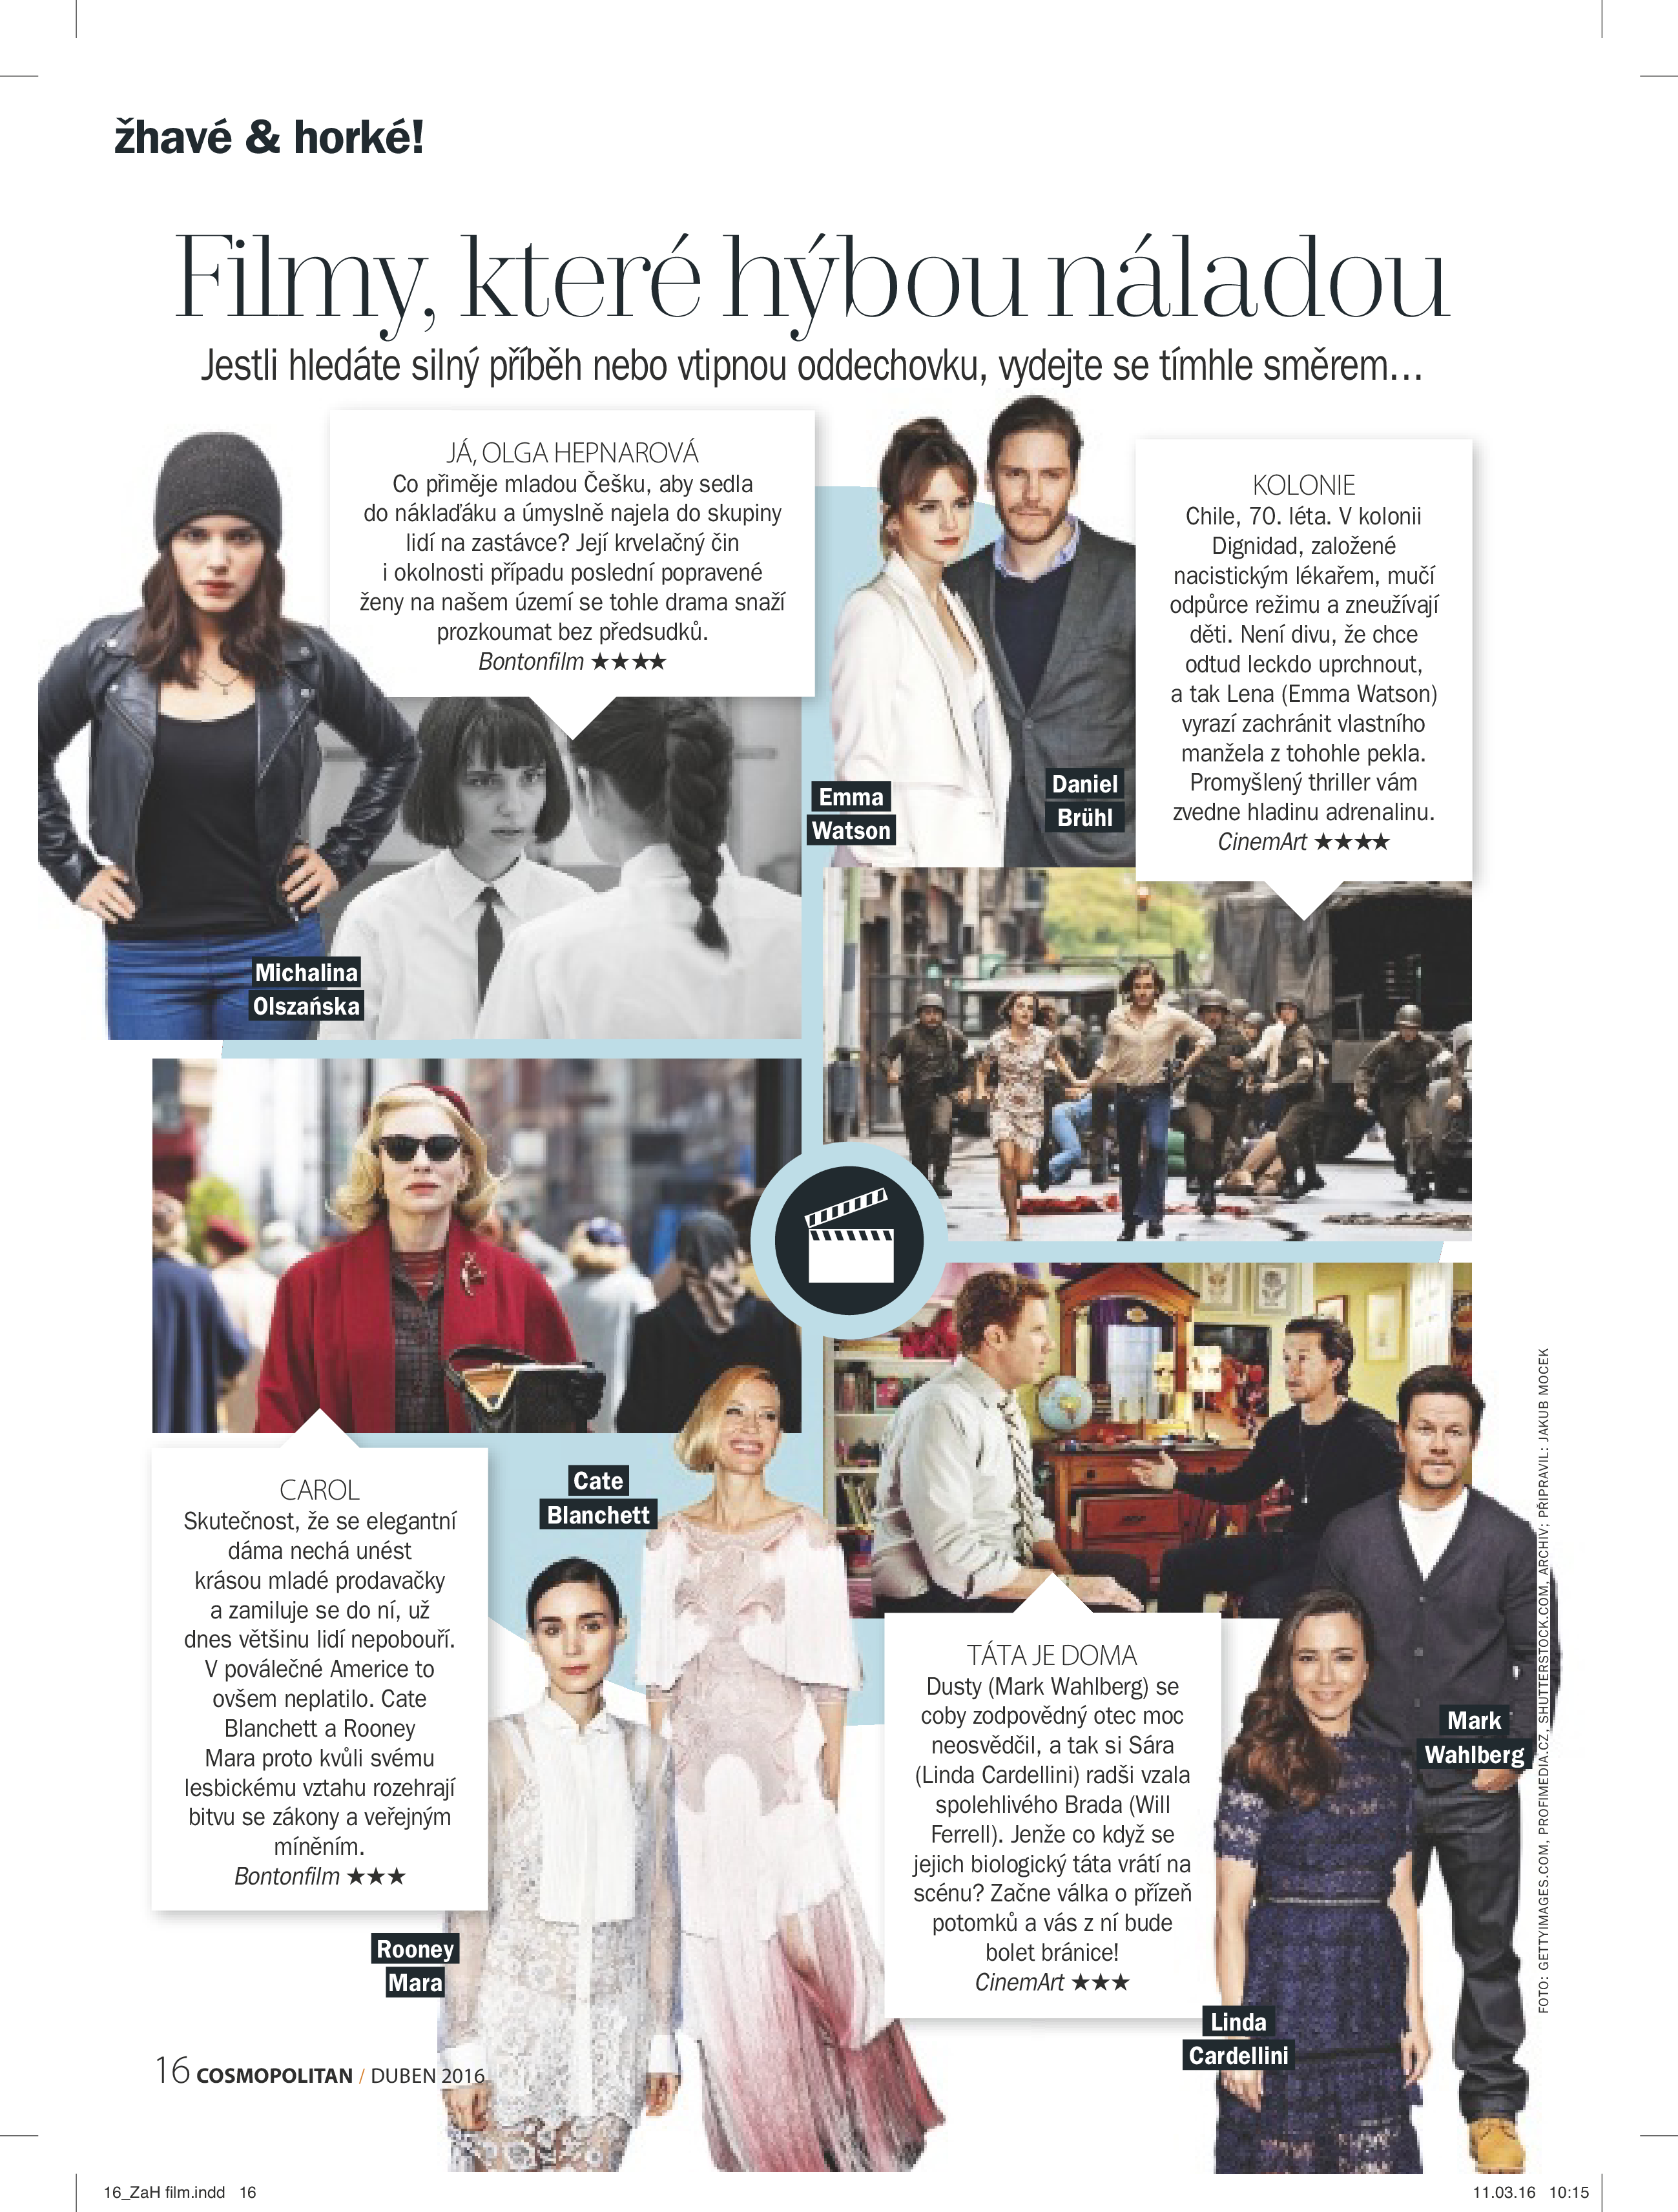 žhavé & horké!
Filmy, které hýbou náladou
Jestli hledáte silný příběh nebo vtipnou oddechovku, vydejte se tímhle směrem…
JÁ, OLGA HEPNAROVÁ
Co přiměje mladou Češku, aby sedla
do náklaďáku a úmyslně najela do skupiny
lidí na zastávce? Její krvelačný čin
i okolnosti případu poslední popravené
ženy na našem území se tohle drama snaží
prozkoumat bez předsudků.
Bontonfilm ★★★★
Michalina
Olszańska
Emma
Watson
Daniel
Brühl
KOLONIE
Chile, 70. léta. V kolonii
Dignidad, založené
nacistickým lékařem, mučí
odpůrce režimu a zneužívají
děti. Není divu, že chce
odtud leckdo uprchnout,
a tak Lena (Emma Watson)
vyrazí zachránit vlastního
manžela z tohohle pekla.
Promyšlený thriller vám
zvedne hladinu adrenalinu.
CinemArt ★★★★
CAROL
Skutečnost, že se elegantní
dáma nechá unést
krásou mladé prodavačky
a zamiluje se do ní, už
dnes většinu lidí nepobouří.
V poválečné Americe to
ovšem neplatilo. Cate
Blanchett a Rooney
Mara proto kvůli svému
lesbickému vztahu rozehrají
bitvu se zákony a veřejným
míněním.
Bontonfilm ★★★
Cate
Blanchett
Rooney
Mara
TÁTA JE DOMA
Dusty (Mark Wahlberg) se
coby zodpovědný otec moc
neosvědčil, a tak si Sára
(Linda Cardellini) radši vzala
spolehlivého Brada (Will
Ferrell). Jenže co když se
jejich biologický táta vrátí na
scénu? Začne válka o přízeň
potomků a vás z ní bude
bolet bránice!
CinemArt ★★★
Mark
Wahlberg
Linda
Cardellini
FOTO: GETTYIMAGES.COM, PROFIMEDIA.CZ, SHUTTERSTOCK.COM, ARCHIV; PŘIPRAVIL: JAKUB MOCEK
16 COSMOPOLITAN / DUBEN 2016
16_ZaH film.indd 16
11.03.16 10:15